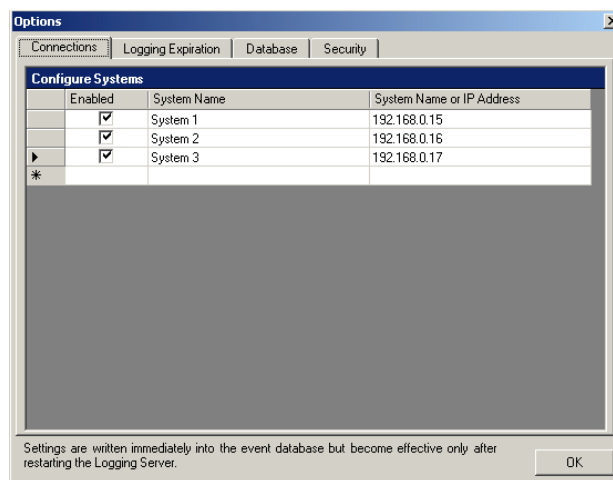 Options
Connections Logging Expiration Database Security
Configure Systems
Enabled System Name System Name or IP Address
System 1 192.168.0.15
System 2 192.168.0.16
System 3 192.168.0.17
Settings are written immediately into the event database but become effective only after
restarting the Logging Server.
OK